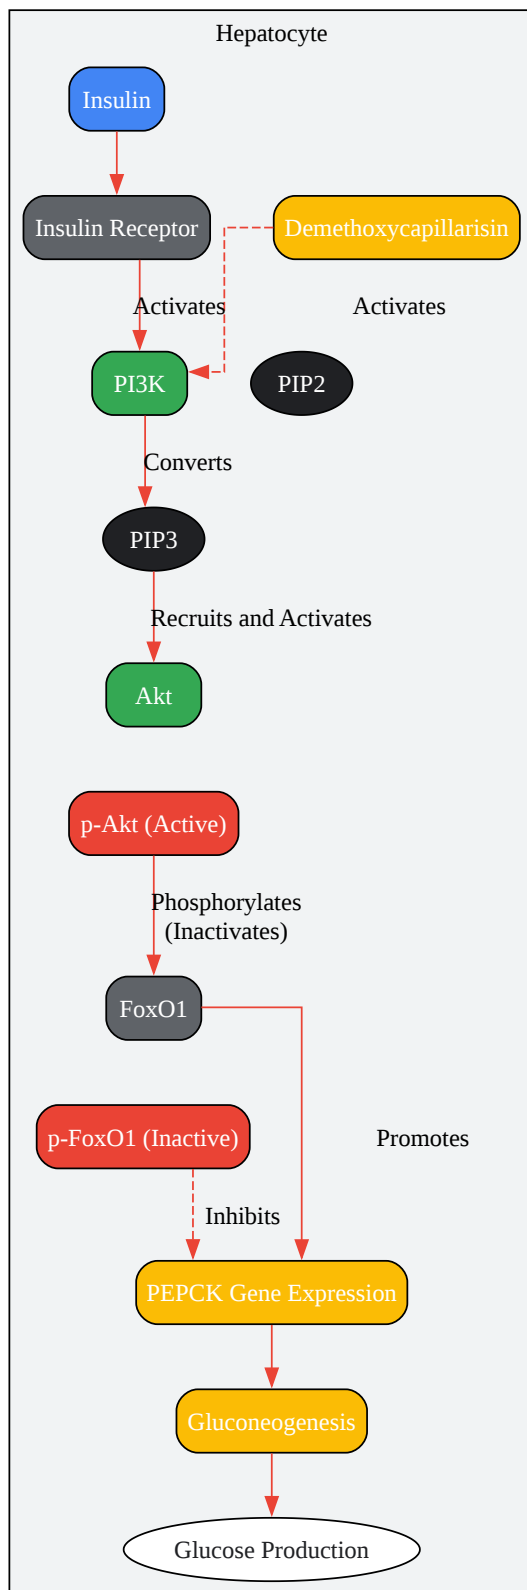 Hepatocyte
Insulin
Insulin Receptor
Demethoxycapillarisin
Activates
Activates
PI3K
PIP2
Converts
PIP3
Recruits and Activates
Akt
p-Akt (Active)
Phosphorylates
(Inactivates)
FoxO1
p-FoxO1 (Inactive)
Promotes
Inhibits
PEPCK Gene Expression
Gluconeogenesis
Glucose Production